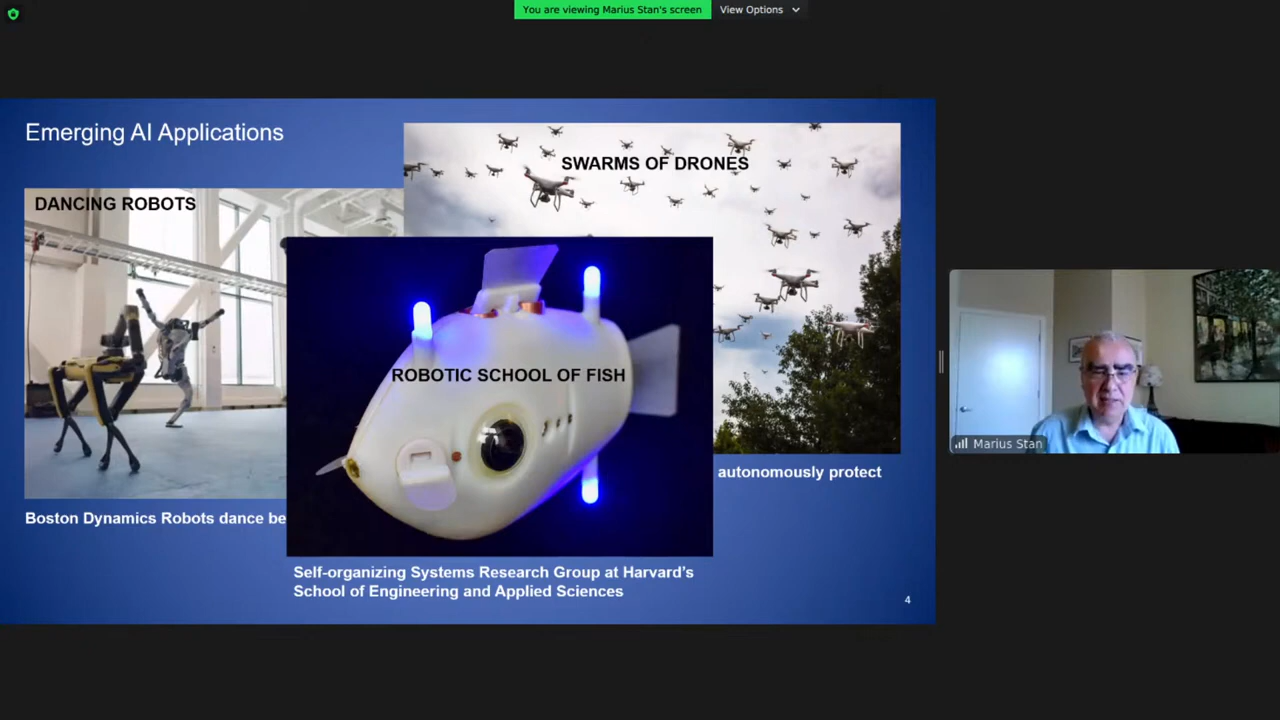 You are viewing Marius Stan's screen
View Options
Emerging AI Applications
SWARMS OF DRONES
DANCING ROBOTS
ROBOTIC SCHOOL OF FISH
Marius Stan
autonomously protect
Boston Dynamics Robots dance be
Self-organizing Systems Research Group at Harvard's
School of Engineering and Applied Sciences
4